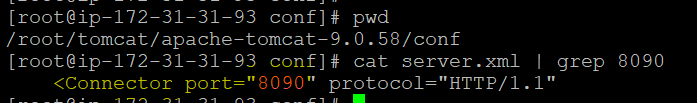 [root@ip-172-31-31-93 conf]# pwd
/root/tomcat/apache-tomcat-9.0.58/conf
[root@ip-172-31-31-93 conf]# cat server.xml | grep 8090
    <Connector port="8090" protocol="HTTP/1.1"
[root@ip-172-31-31-93 conf]#